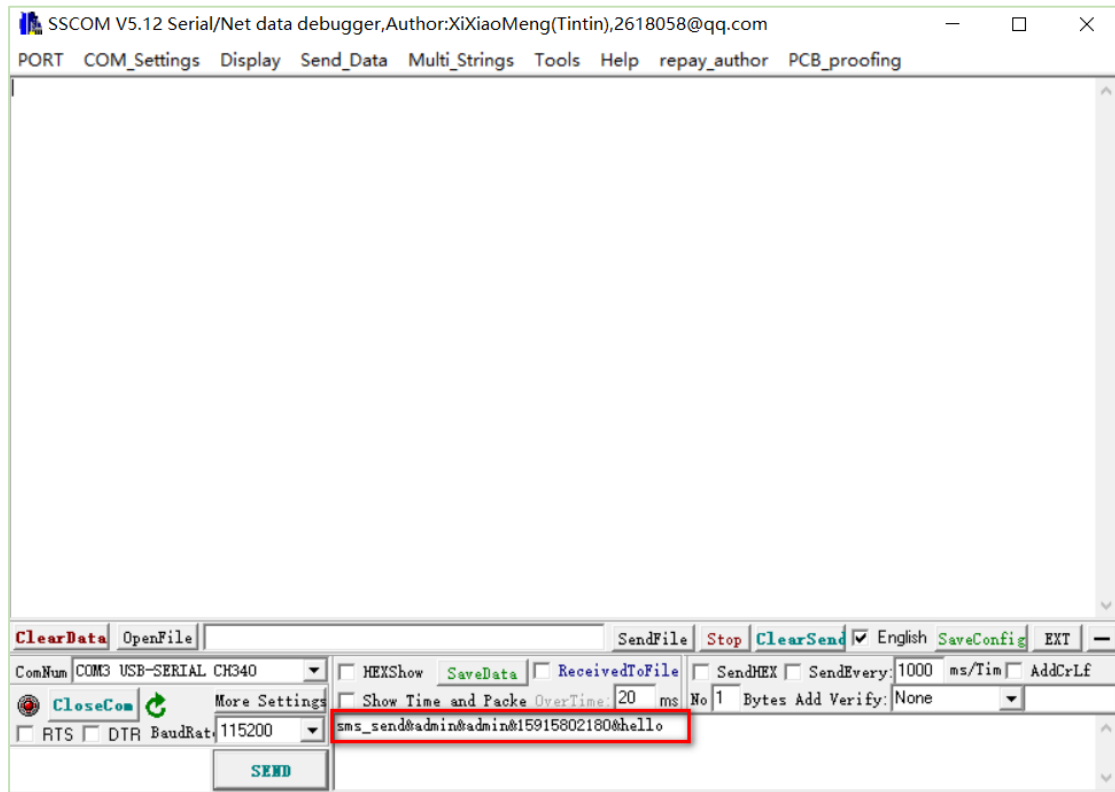 SSCOM V5.12 Serial/Net data debugger,Author:XiXiaoMeng(Tintin),2618058@qq.com
PORT COM_Settings Display Send_Data Multi_Strings Tools Help repay_author PCB_proofing
ClearData OpenFile SendFile Stop ClearSend English SaveConfig EXT
ComNum COM3 USB-SERIAL CH340 HEXShow SaveData ReceivedToFile SendHEX SendEvery: 1000 ms/Tim AddCrLf
CloseCom More Settings Show Time and Packe OverTime: 20 ms No 1 Bytes Add Verify: None
RTS DTR BaudRat 115200 sms_send&admin&admin&15915802180&hello
SEND